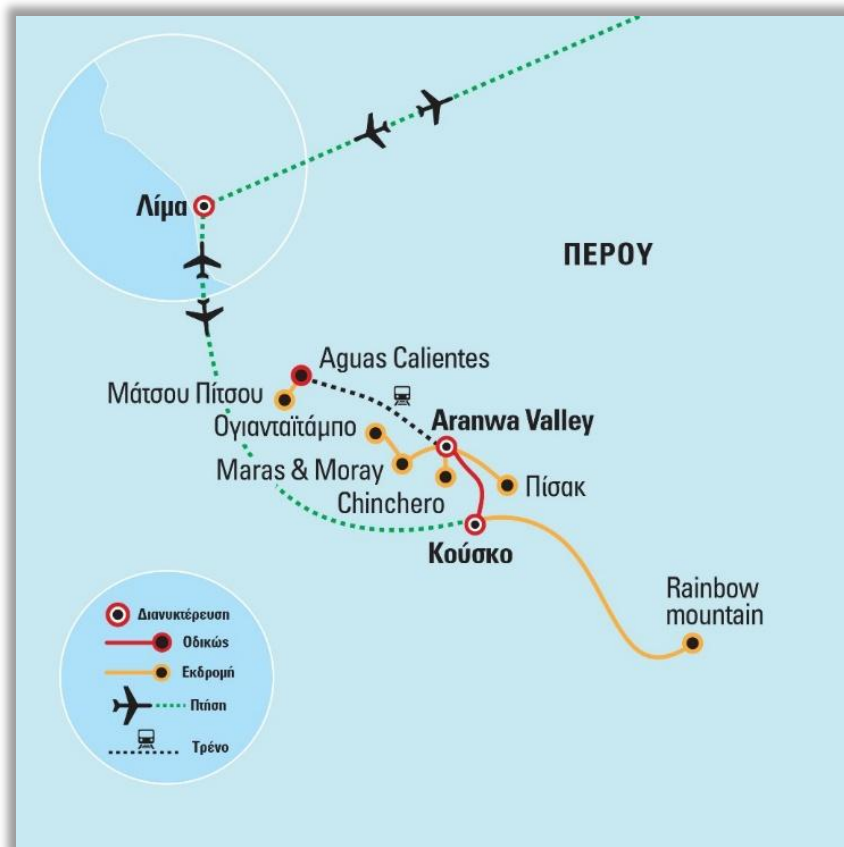 Λίμα
ΠΕΡΟΥ
Aguas Calientes
Μάτσου Πίτσου
Ογιανταϊτάμπο
Aranwa Valley
Maras & Moray
Chinchero
Πίσακ
Κούσκο
Rainbow
mountain
Διανυκτέρευση
Οδικώς
Εκδρομή
Πτήση
Τρένο